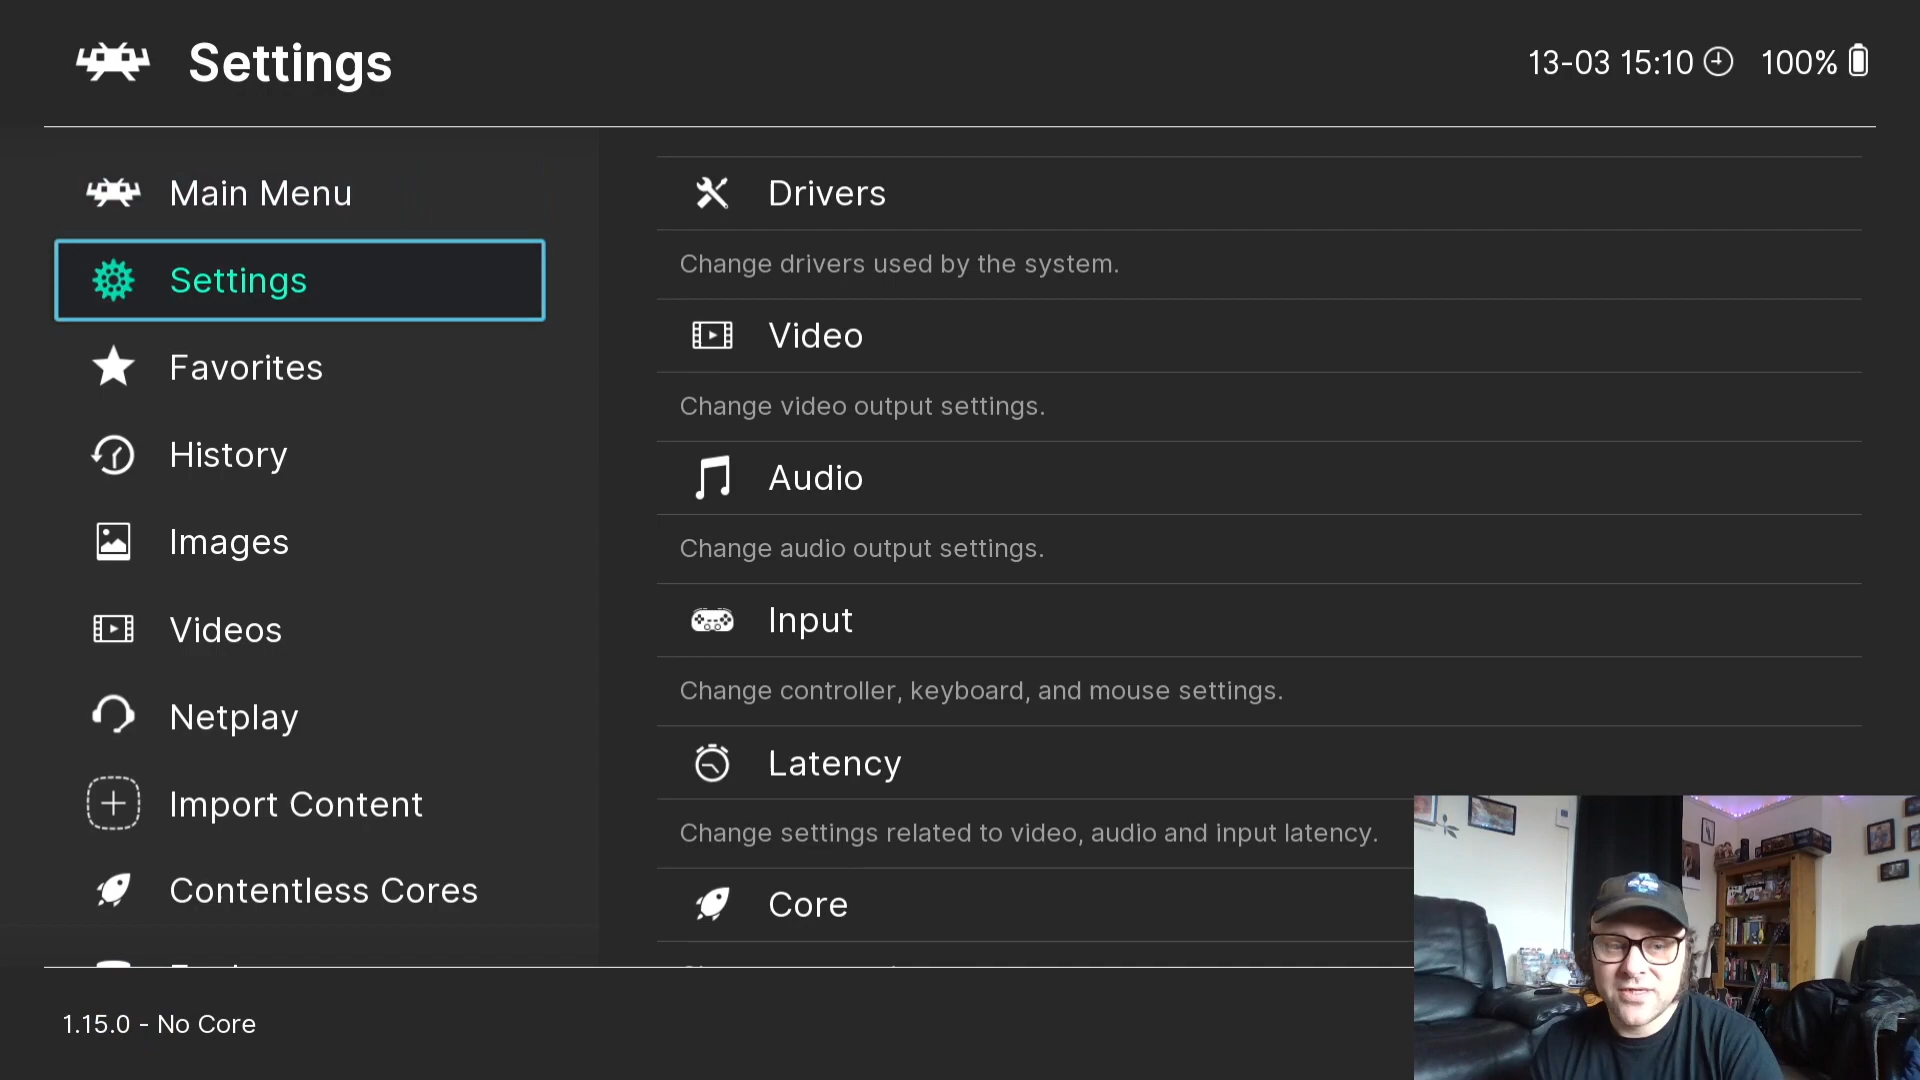 Settings
13-03 15:10
100%
Main Menu
Settings
Favorites
History
Images
Videos
Netplay
Import Content
Contentless Cores
Drivers
Change drivers used by the system.
Video
Change video output settings.
Audio
Change audio output settings.
Input
Change controller, keyboard, and mouse settings.
Latency
Change settings related to video, audio and input latency.
Core
1.15.0 - No Core